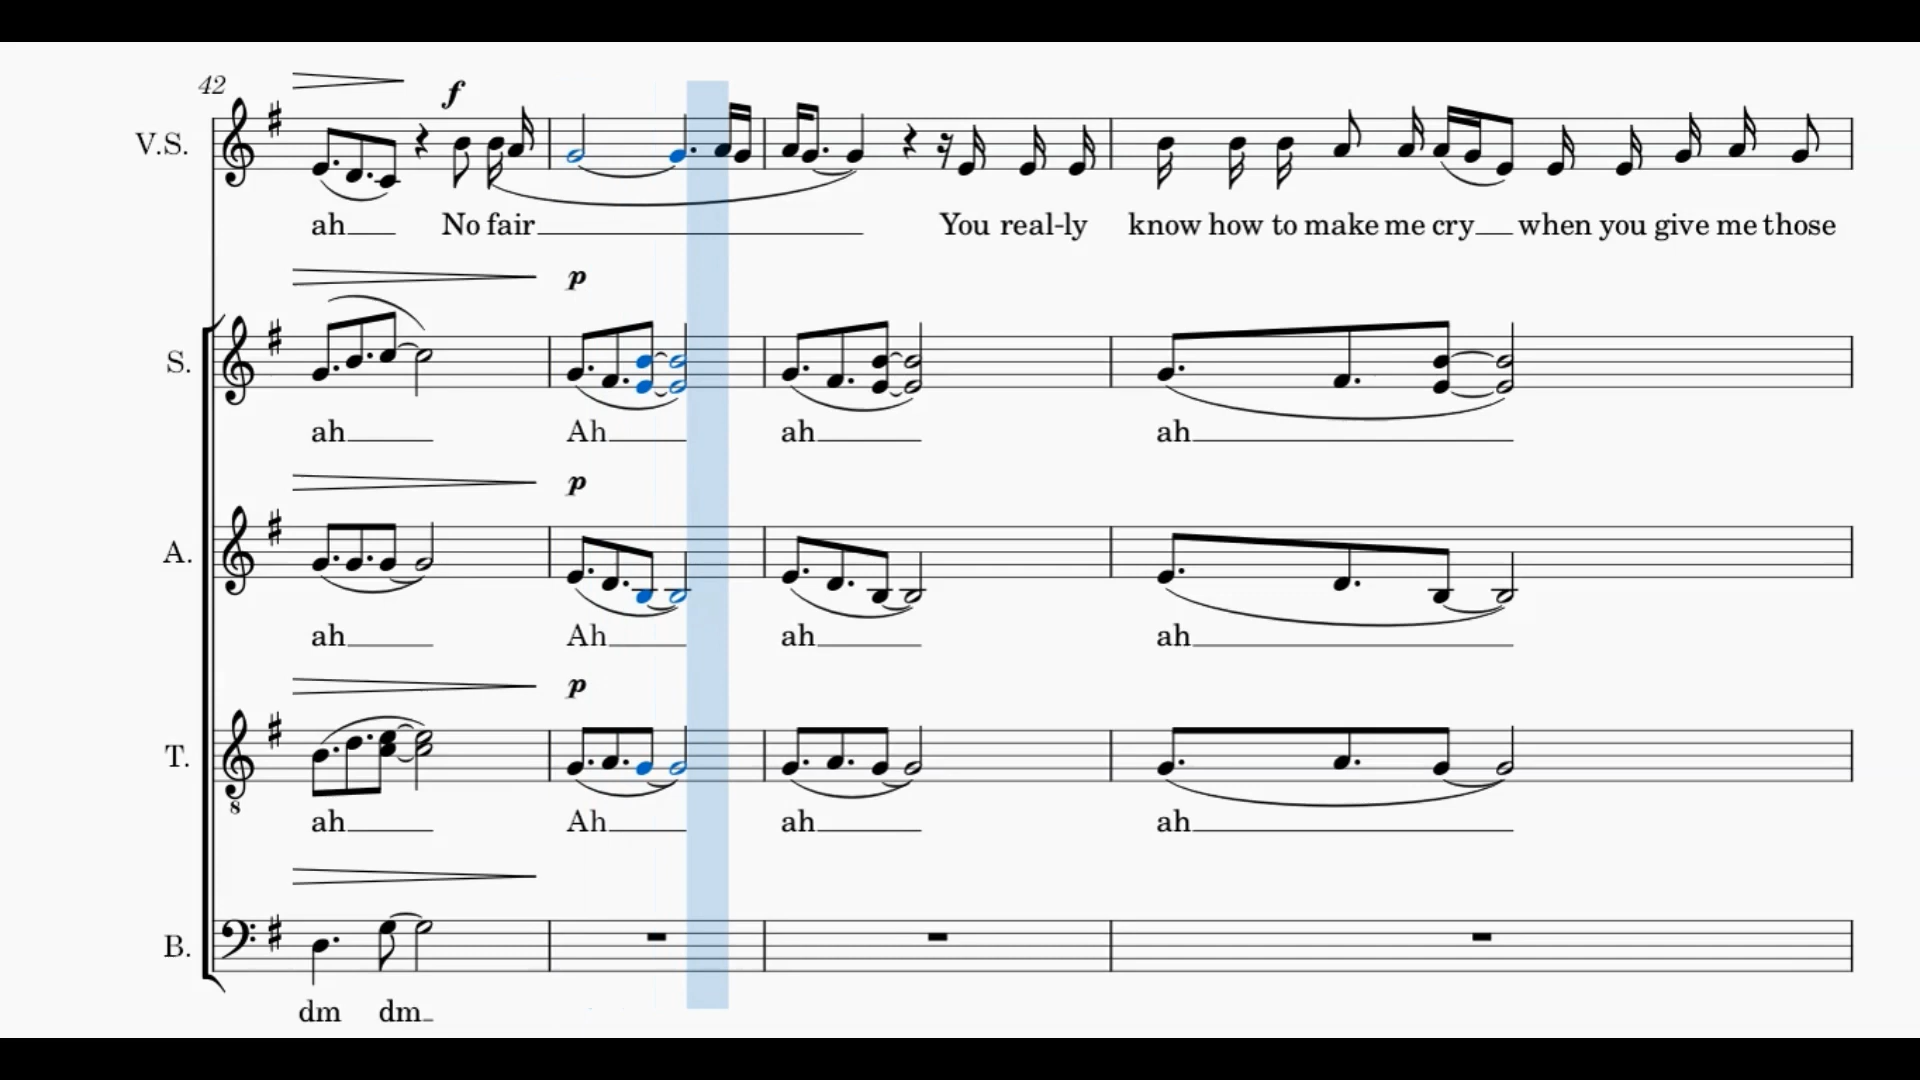 42
f
V.S.
ah No fair You real-ly know how to make me cry when you give me those
p
S.
ah Ah ah ah
p
A.
ah Ah ah ah
p
T.
8
ah Ah ah ah
B.
dm dm